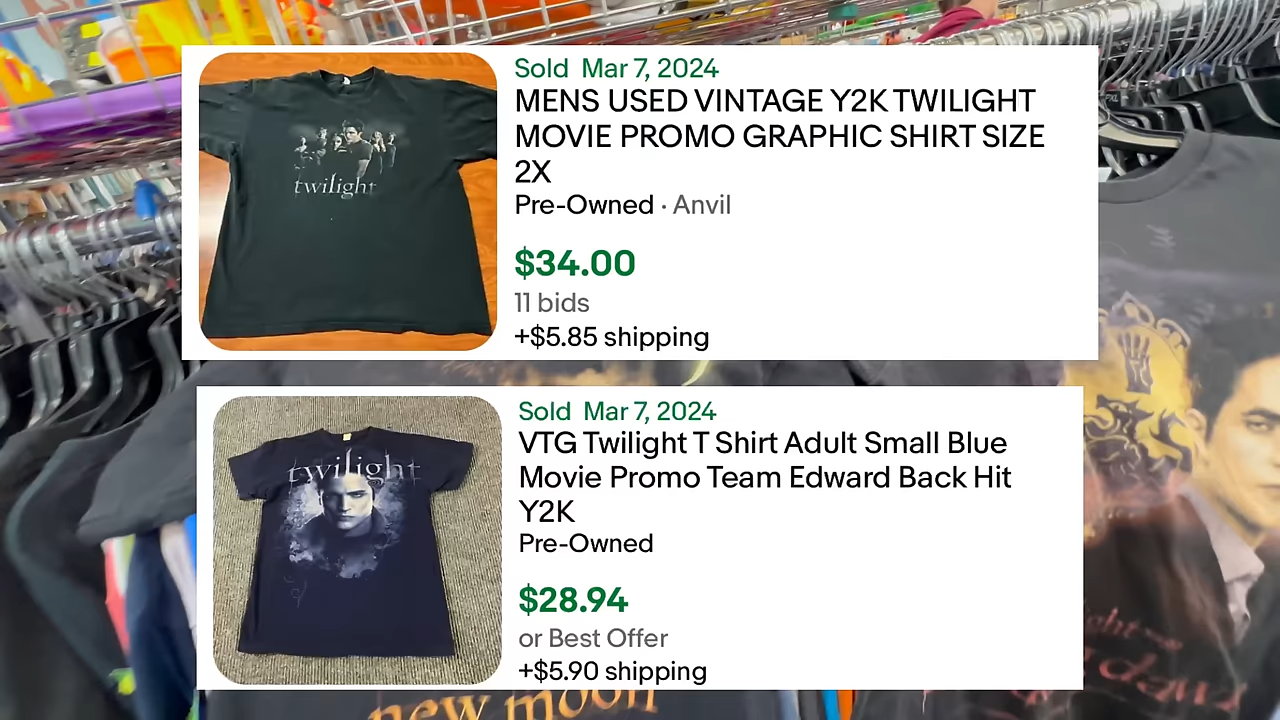 Sold Mar 7, 2024
MENS USED VINTAGE Y2K TWILIGHT
MOVIE PROMO GRAPHIC SHIRT SIZE
2X
Pre-Owned · Anvil
$34.00
11 bids
+$5.85 shipping
twilight
Sold Mar 7, 2024
VTG Twilight T Shirt Adult Small Blue
Movie Promo Team Edward Back Hit
Y2K
Pre-Owned
$28.94
or Best Offer
+$5.90 shipping
twilight
new moon